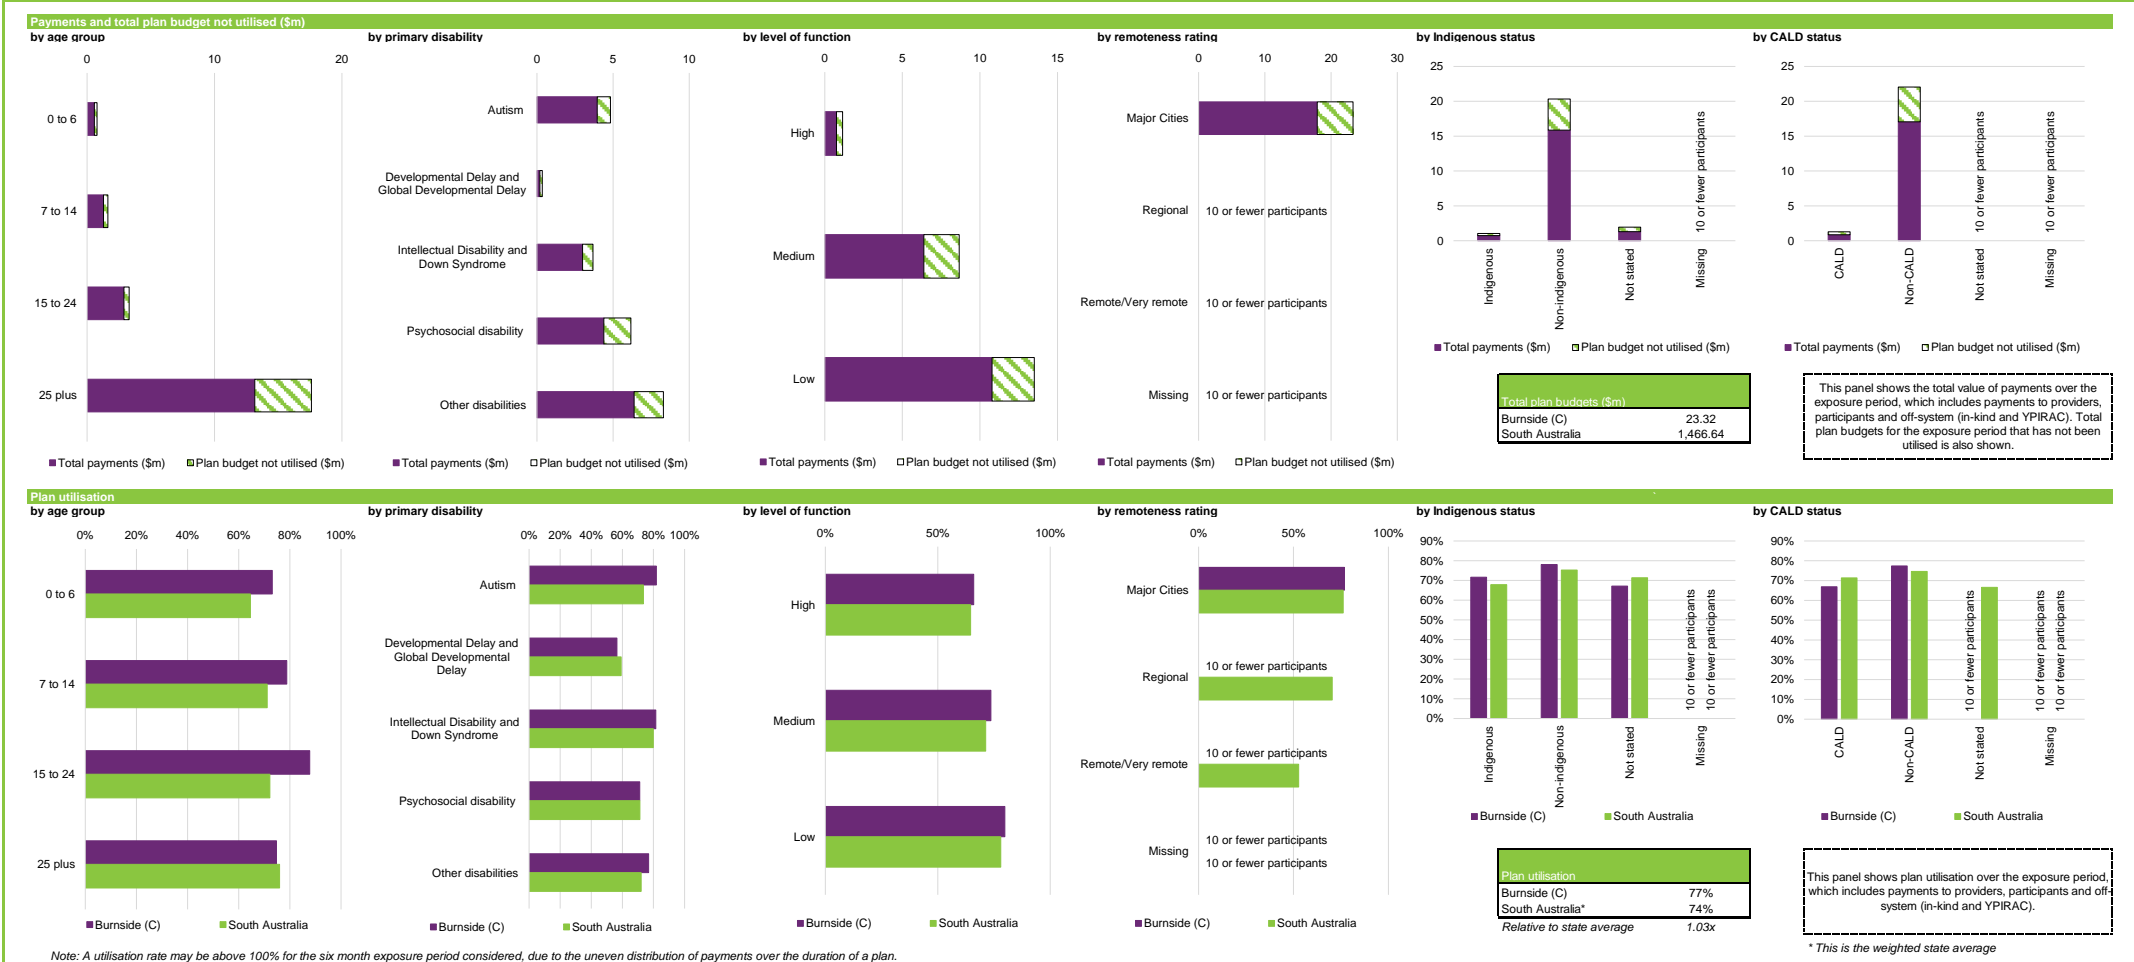 Payments and total plan budget not utilised ($m)
by age group
0 10 20
0 to 6
7 to 14
15 to 24
25 plus
Total payments ($m) Plan budget not utilised ($m)
by primary disability
0 5 10
Autism
Developmental Delay and
Global Developmental Delay
Intellectual Disability and
Down Syndrome
Psychosocial disability
Other disabilities
Total payments ($m) Plan budget not utilised ($m)
by level of function
0 5 10 15
High
Medium
Low
Total payments ($m) Plan budget not utilised ($m)
by remoteness rating
0 10 20 30
Major Cities
Regional 10 or fewer participants
Remote/Very remote 10 or fewer participants
Missing 10 or fewer participants
Total payments ($m) Plan budget not utilised ($m)
by Indigenous status
25
20
15
10
5
0
10 or fewer participants
Indigenous
Non-indigenous
Not stated
Missing
Total payments ($m) Plan budget not utilised ($m)
Total plan budgets ($m)
Burnside (C) 23.32
South Australia 1,466.64
by CALD status
25
20
15
10
5
0
10 or fewer participants
10 or fewer participants
CALD
Non-CALD
Not stated
Missing
Total payments ($m) Plan budget not utilised ($m)
This panel shows the total value of payments over the
exposure period, which includes payments to providers,
participants and off-system (in-kind and YPIRAC). Total
plan budgets for the exposure period that has not been
utilised is also shown.
Plan utilisation
by age group
0% 20% 40% 60% 80% 100%
0 to 6
7 to 14
15 to 24
25 plus
Burnside (C) South Australia
by primary disability
0% 20% 40% 60% 80% 100%
Autism
Developmental Delay and
Global Developmental
Delay
Intellectual Disability and
Down Syndrome
Psychosocial disability
Other disabilities
Burnside (C) South Australia
by level of function
0% 50% 100%
High
Medium
Low
Burnside (C) South Australia
by remoteness rating
0% 50% 100%
Major Cities
10 or fewer participants
Regional
10 or fewer participants
Remote/Very remote
10 or fewer participants
Missing
10 or fewer participants
Burnside (C) South Australia
by Indigenous status
90%
80%
70%
60%
50%
40%
30%
20%
10%
0%
10 or fewer participants
10 or fewer participants
Indigenous
Non-indigenous
Not stated
Missing
Burnside (C) South Australia
Plan utilisation
Burnside (C) 77%
South Australia* 74%
Relative to state average 1.03x
by CALD status
90%
80%
70%
60%
50%
40%
30%
20%
10%
0%
10 or fewer participants
10 or fewer participants
10 or fewer participants
CALD
Non-CALD
Not stated
Missing
Burnside (C) South Australia
This panel shows plan utilisation over the exposure period,
which includes payments to providers, participants and off-
system (in-kind and YPIRAC).
* This is the weighted state average
Note: A utilisation rate may be above 100% for the six month exposure period considered, due to the uneven distribution of payments over the duration of a plan.